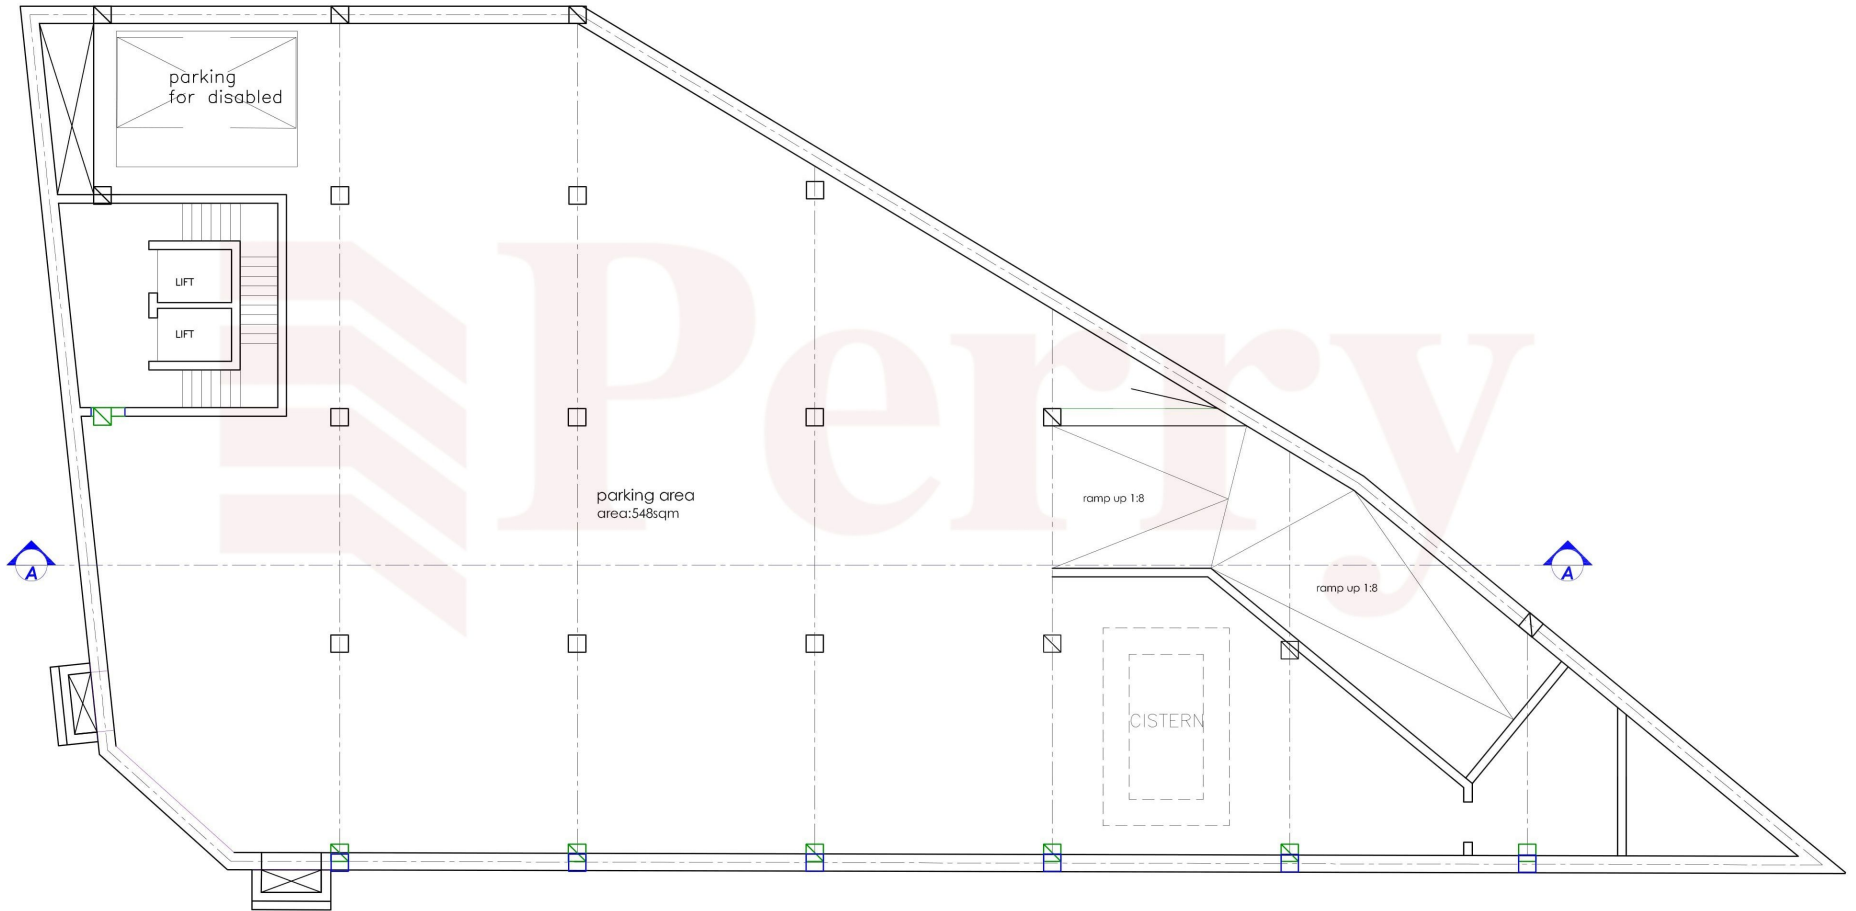 parking
for disabled
LIFT
LIFT
Perry
parking area
area:548sqm
ramp up 1:8
A
A
ramp up 1:8
CISTERN